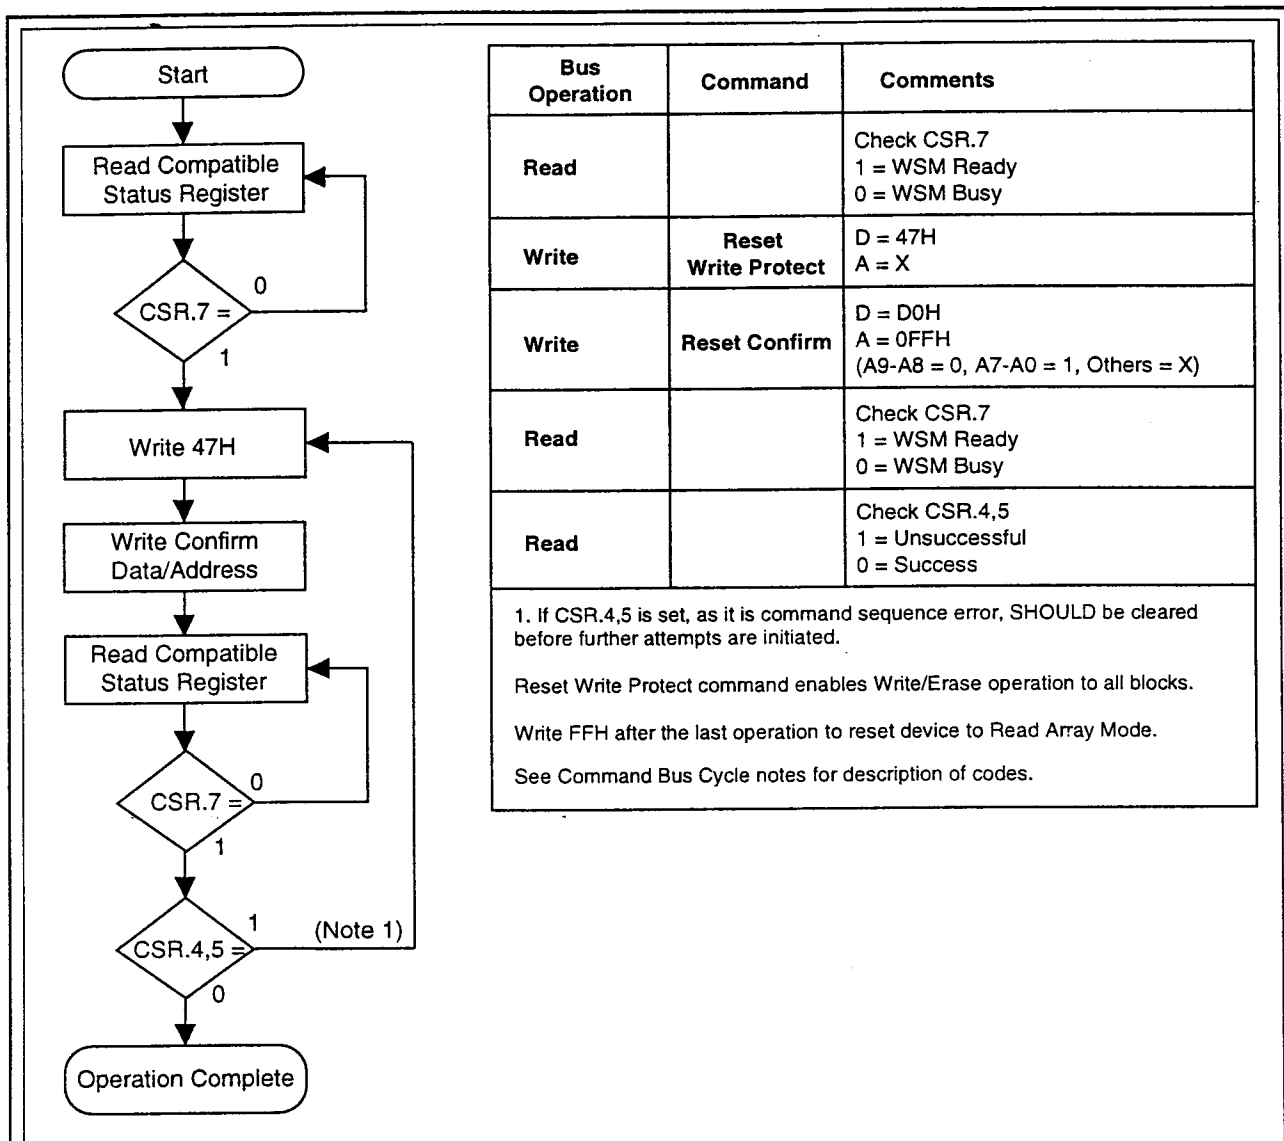 Start
Read Compatible
Status Register
CSR.7 =
0
1
Write 47H
Write Confirm
Data/Address
Read Compatible
Status Register
CSR.7 =
0
1
CSR.4,5 =
1
(Note 1)
0
Operation Complete
Bus
Operation
Command
Comments
Read
Check CSR.7
1 = WSM Ready
0 = WSM Busy
Write
Reset
Write Protect
D = 47H
A = X
Write
Reset Confirm
D = D0H
A = 0FFH
(A9-A8 = 0, A7-A0 = 1, Others = X)
Read
Check CSR.7
1 = WSM Ready
0 = WSM Busy
Read
Check CSR.4,5
1 = Unsuccessful
0 = Success
1. If CSR.4,5 is set, as it is command sequence error, SHOULD be cleared
before further attempts are initiated.
Reset Write Protect command enables Write/Erase operation to all blocks.
Write FFH after the last operation to reset device to Read Array Mode.
See Command Bus Cycle notes for description of codes.